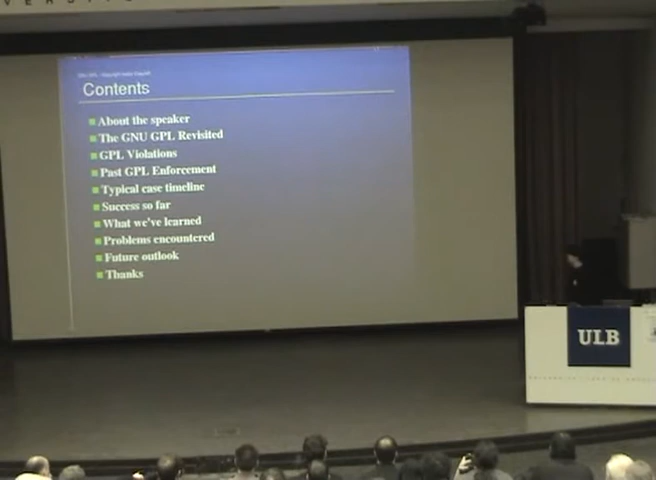 Contents
About the speaker
The GNU GPL Revisited
GPL Violations
Past GPL Enforcement
Typical case timeline
Success so far
What we've learned
Problems encountered
Future outlook
Thanks
ULB